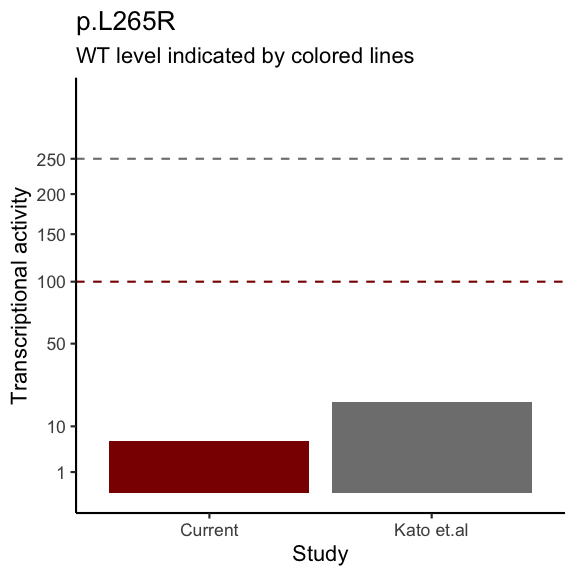 p.L265R
WT level indicated by colored lines
Transcriptional activity
250
200
150
100
50
10
1
Current
Kato et.al
Study